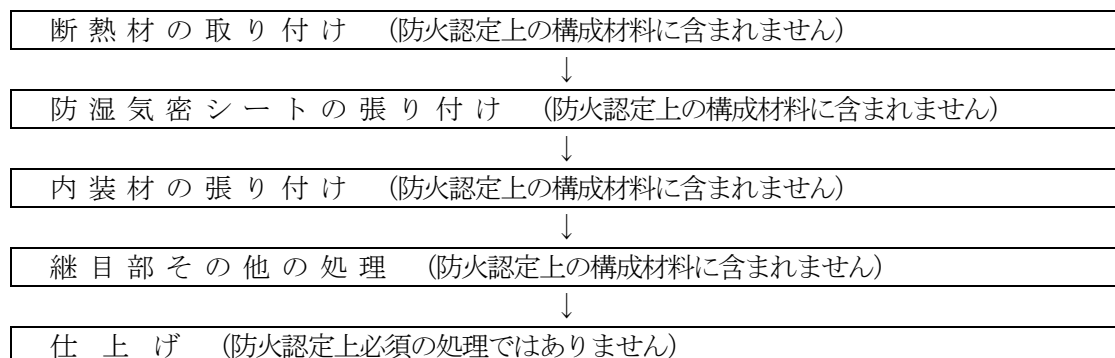 断熱材の取り付け (防火認定上の構成材料に含まれません)
↓
防湿気密シートの張り付け (防火認定上の構成材料に含まれません)
↓
内装材の張り付け (防火認定上の構成材料に含まれません)
↓
継目部その他の処理 (防火認定上の構成材料に含まれません)
↓
仕上げ (防火認定上必須の処理ではありません)